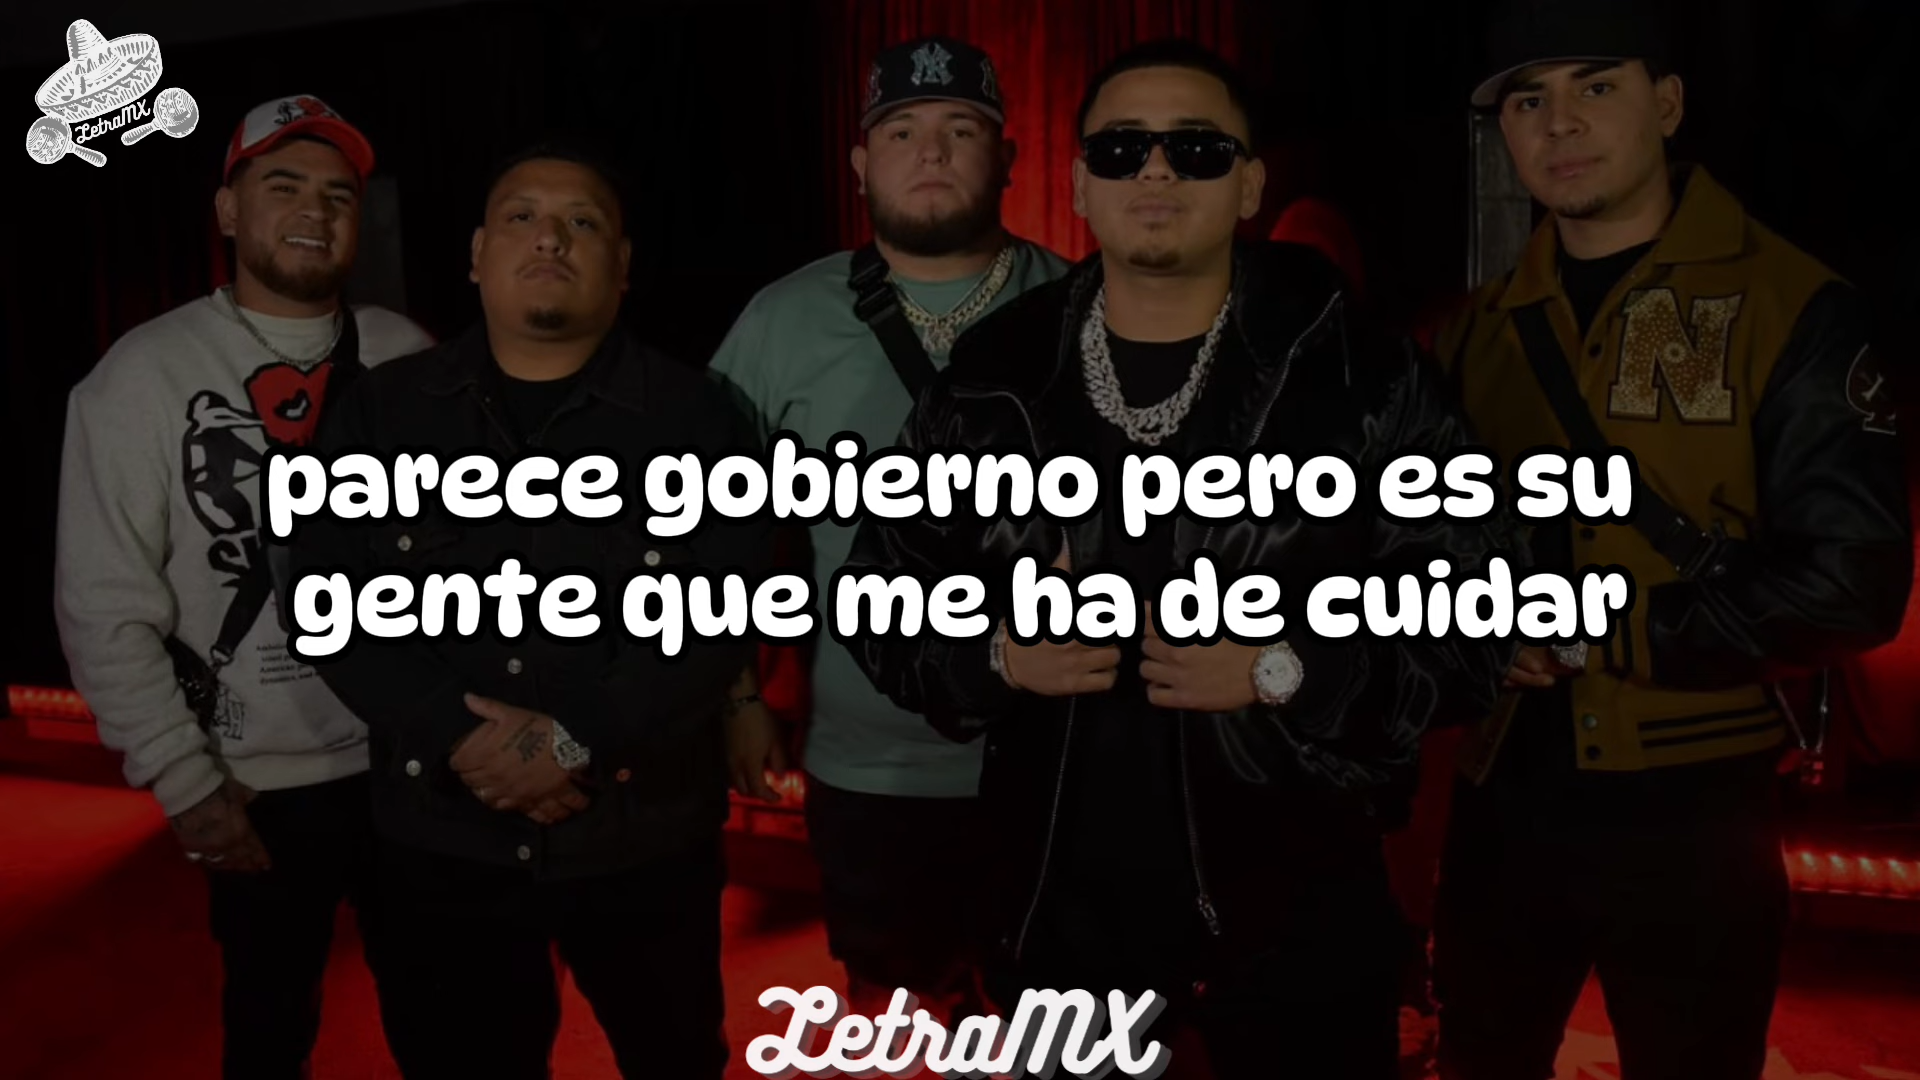 LetraMX
parece gobierno pero es su
gente que me ha de cuidar
N
LetraMX